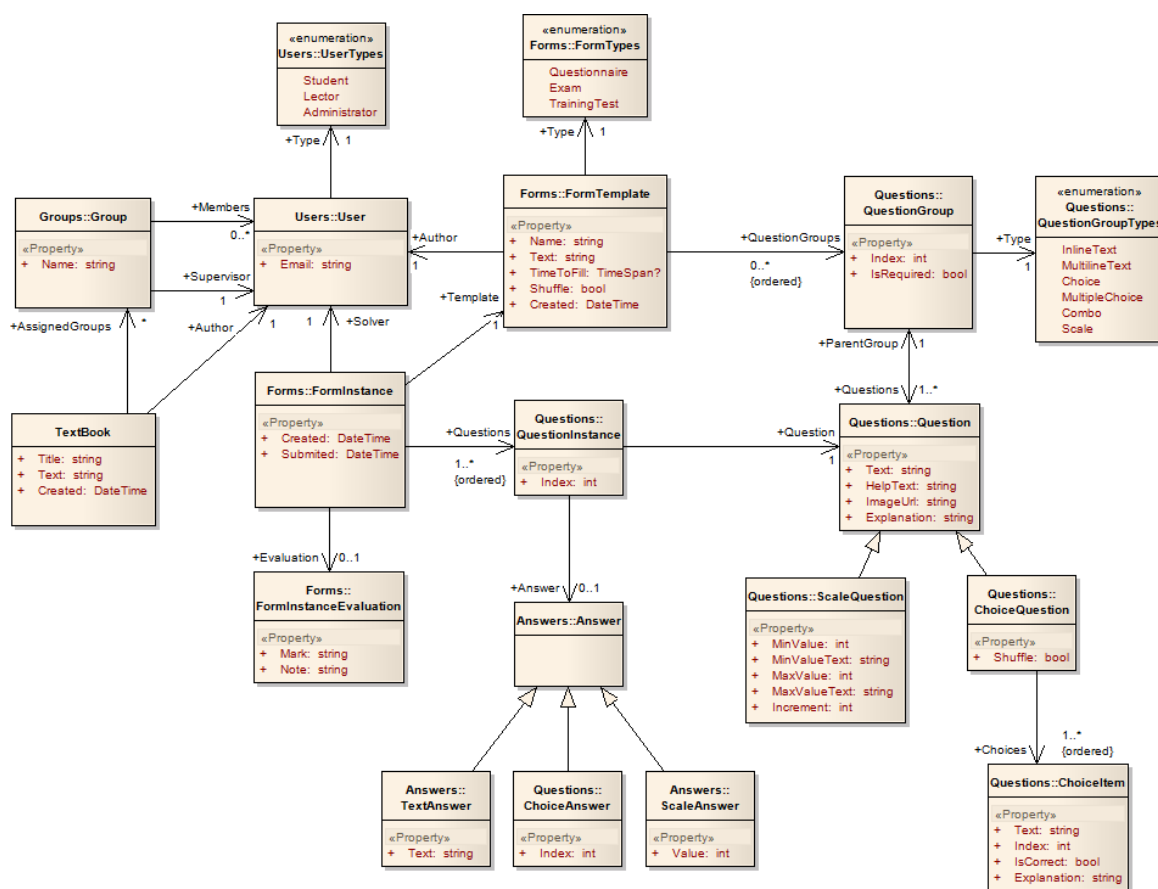 «enumeration»
Users::UserTypes
Student
Lector
Administrator
«enumeration»
Forms::FormTypes
Questionnaire
Exam
TrainingTest
+Type
1
+Type
1
Groups::Group
«Property»
+ Name: string
+Members
0..*
+Supervisor
1
Users::User
«Property»
+ Email: string
+Author
1
Forms::FormTemplate
«Property»
+ Name: string
+ Text: string
+ TimeToFill: TimeSpan?
+ Shuffle: bool
+ Created: DateTime
+QuestionGroups
0..*
{ordered}
Questions::
QuestionGroup
«Property»
+ Index: int
+ IsRequired: bool
+Type
1
«enumeration»
Questions::
QuestionGroupTypes
InlineText
MultilineText
Choice
MultipleChoice
Combo
Scale
+AssignedGroups
*
+Author
1
1
+Solver
+Template
1
+ParentGroup
1
+Questions
1..*
TextBook
+ Title: string
+ Text: string
+ Created: DateTime
Forms::FormInstance
«Property»
+ Created: DateTime
+ Submited: DateTime
+Questions
1..*
{ordered}
Questions::
QuestionInstance
«Property»
+ Index: int
+Question
1
Questions::Question
«Property»
+ Text: string
+ HelpText: string
+ ImageUrl: string
+ Explanation: string
+Evaluation
0..1
Forms::
FormInstanceEvaluation
«Property»
+ Mark: string
+ Note: string
+Answer
0..1
Answers::Answer
Questions::ScaleQuestion
«Property»
+ MinValue: int
+ MinValueText: string
+ MaxValue: int
+ MaxValueText: string
+ Increment: int
Questions::
ChoiceQuestion
«Property»
+ Shuffle: bool
+Choices
1..*
{ordered}
Answers::
TextAnswer
«Property»
+ Text: string
Questions::
ChoiceAnswer
«Property»
+ Index: int
Answers::
ScaleAnswer
«Property»
+ Value: int
Questions::ChoiceItem
«Property»
+ Text: string
+ Index: int
+ IsCorrect: bool
+ Explanation: string